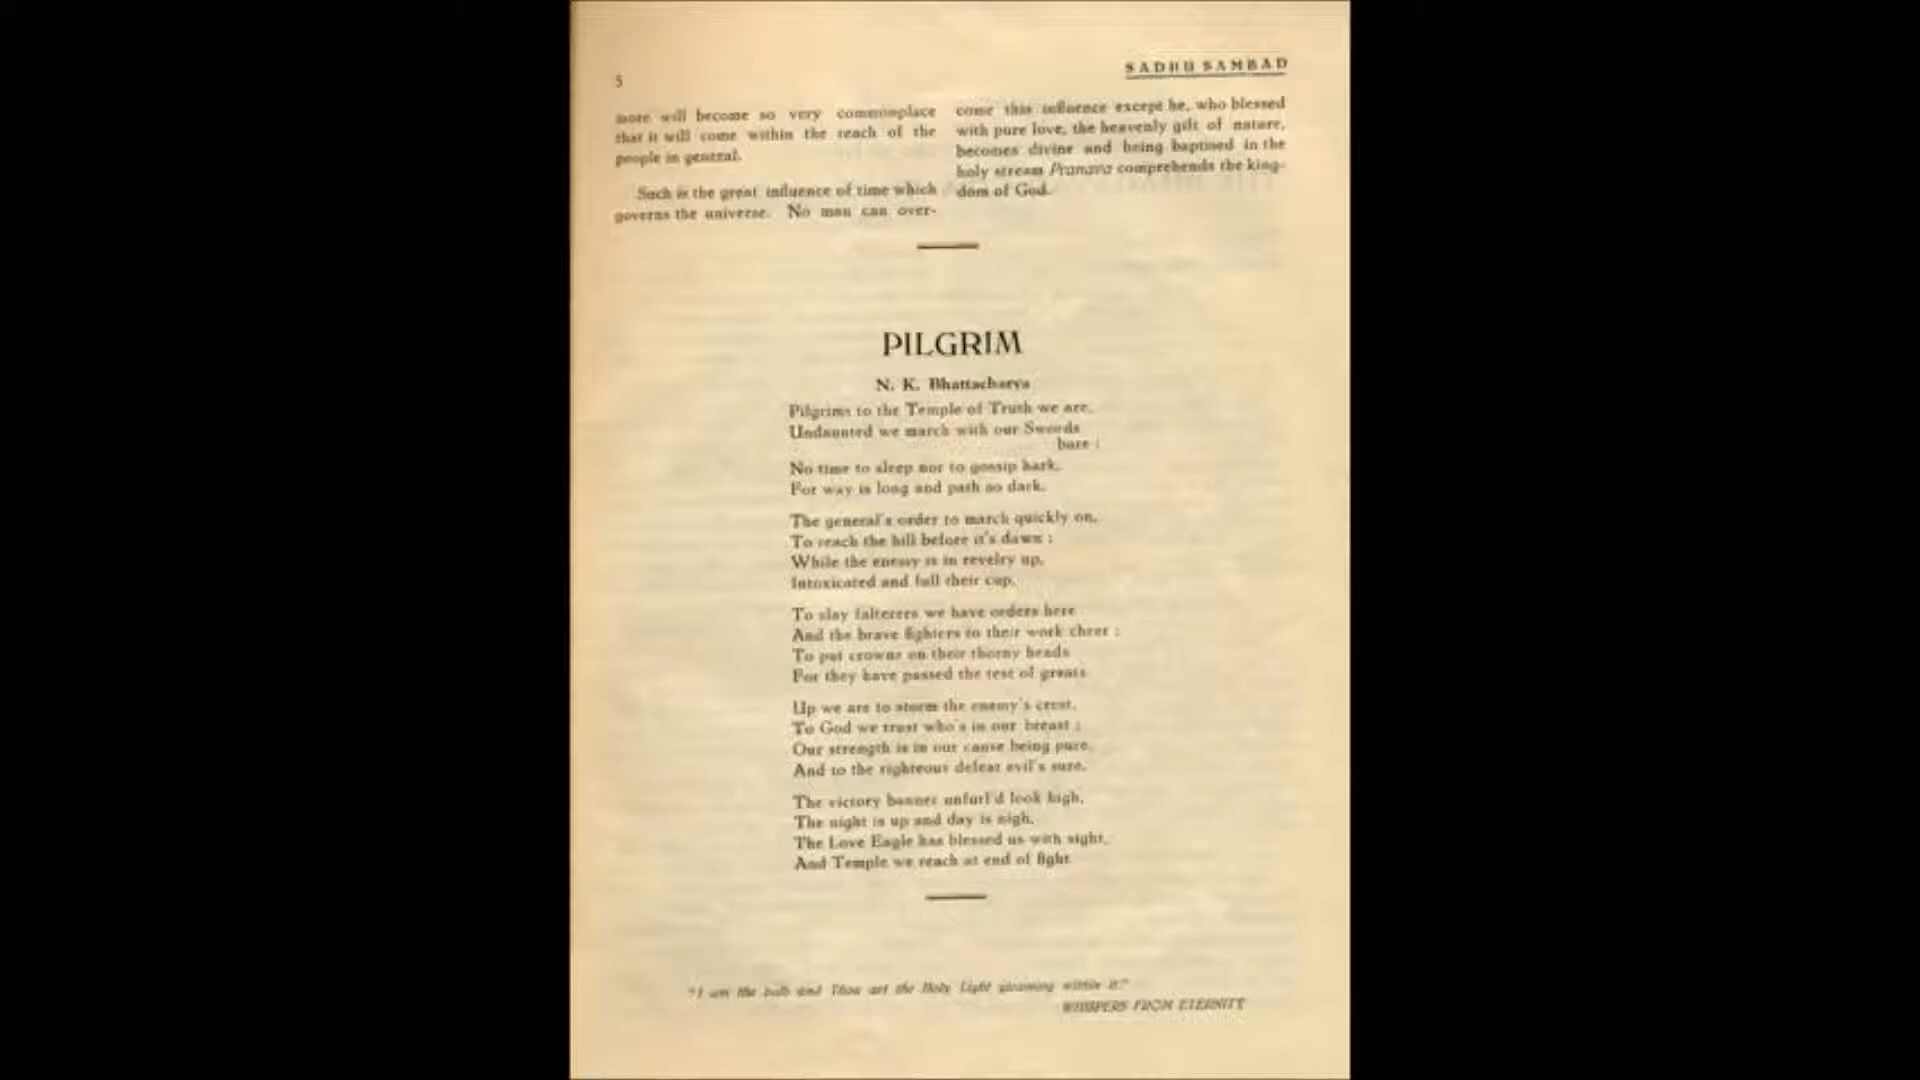 5
SADHU SAMBAD
more will become so very commonplace
that it will come within the reach of the
people in general.
Such is the great influence of time which
governs the universe. No man can over-
come this influence except he, who blessed
with pure love, the heavenly gift of nature,
becomes divine and being baptised in the
holy stream Pranava comprehends the king-
dom of God.
PILGRIM
N. K. Bhattacharya
Pilgrims to the Temple of Truth we are,
Undaunted we march with our Swords
bare ;
No time to sleep nor to gossip hark,
For way is long and path so dark.
The general's order to march quickly on,
To reach the hill before it's dawn ;
While the enemy is in revelry up,
Intoxicated and full their cup.
To slay falterers we have orders here
And the brave fighters to their work cheer ;
To put crowns on their thorny heads
For they have passed the test of greats
Up we are to storm the enemy's crest,
To God we trust who's in our breast ;
Our strength is in our cause being pure,
And to the righteous defeat evil's sure.
The victory banner unfurl'd look high,
The night is up and day is nigh,
The Love Eagle has blessed us with sight,
And Temple we reach at end of fight
"I am the bulb and Thou art the Holy Light gleaming within it."
WHISPERS FROM ETERNITY